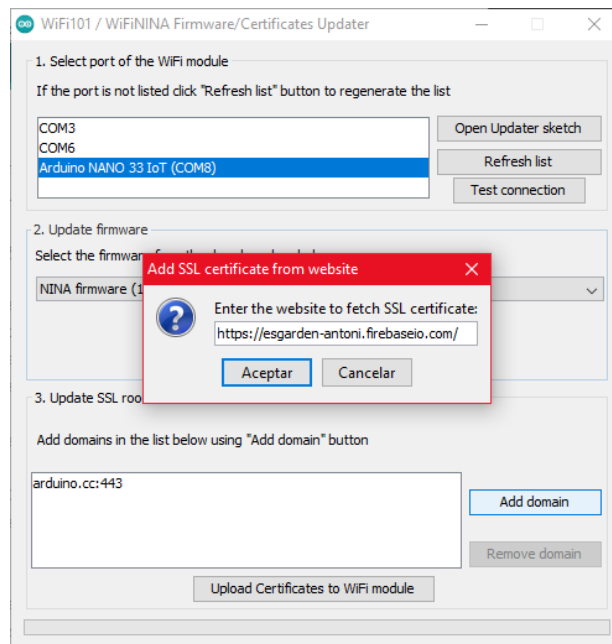 WiFi101 / WiFiNINA Firmware/Certificates Updater
1. Select port of the WiFi module
If the port is not listed click "Refresh list" button to regenerate the list
COM3
COM6
Arduino NANO 33 IoT (COM8)
Open Updater sketch
Refresh list
Test connection
2. Update firmware
Select the firmware
NINA firmware (1
Add SSL certificate from website
Enter the website to fetch SSL certificate:
https://esgarden-antoni.firebaseio.com/
Aceptar
Cancelar
3. Update SSL roo
Add domains in the list below using "Add domain" button
arduino.cc:443
Add domain
Remove domain
Upload Certificates to WiFi module